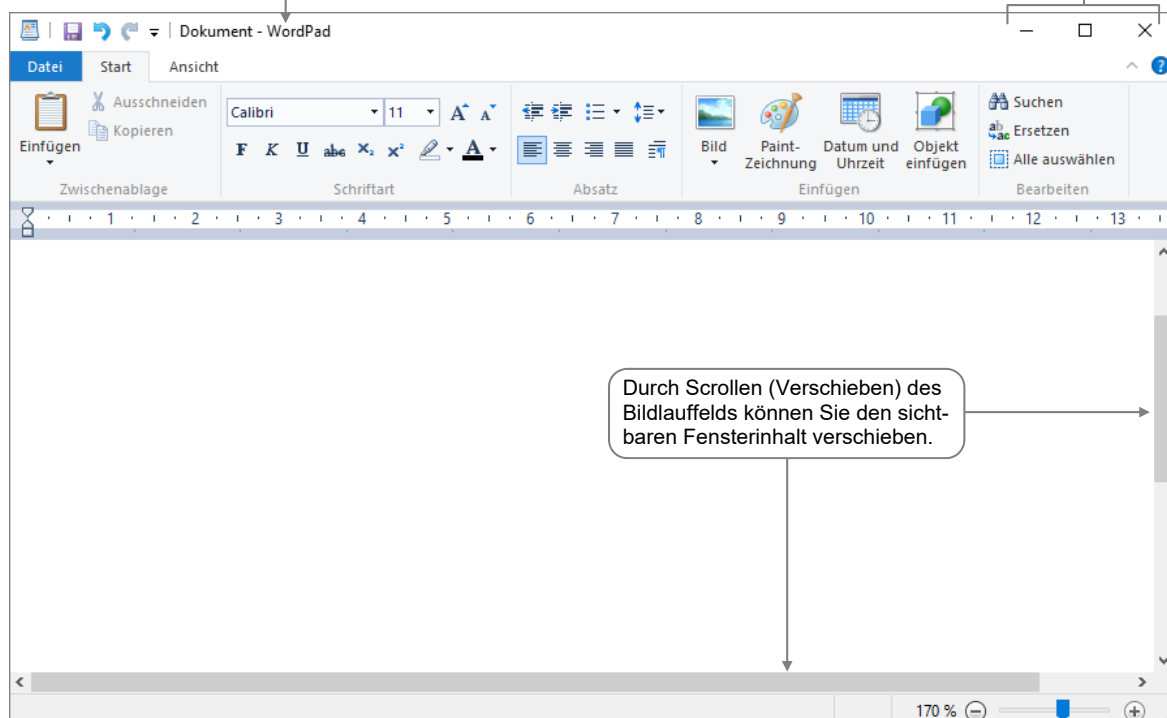 Dokument - WordPad
Datei Start Ansicht
Ausschneiden
Kopieren
Einfügen
Zwischenablage
Calibri 11 A A
F K U abc X₂ X² A
Schriftart
Absatz
Bild
Paint-
Zeichnung
Datum und
Uhrzeit
Objekt
einfügen
Einfügen
Suchen
Ersetzen
Alle auswählen
Bearbeiten
1 2 3 4 5 6 7 8 9 10 11 12 13
Durch Scrollen (Verschieben) des
Bildlauffelds können Sie den sicht-
baren Fensterinhalt verschieben.
170 %